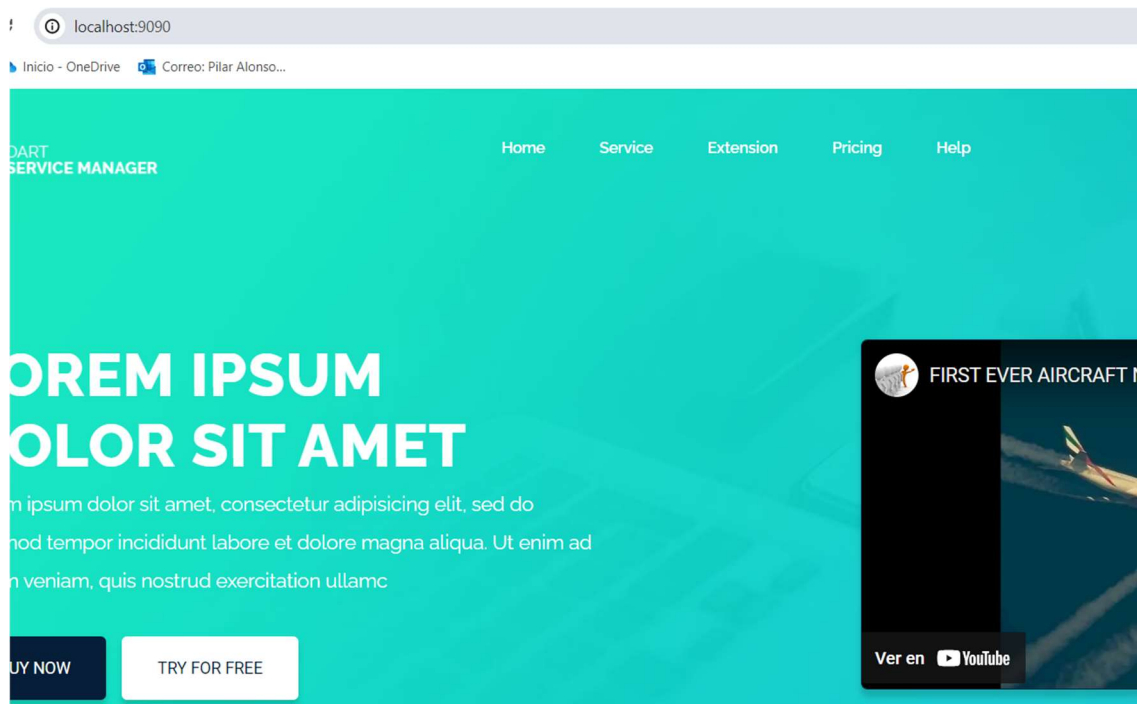 localhost:9090
Inicio - OneDrive Correo: Pilar Alonso...
Home Service Extension Pricing Help
DART
SERVICE MANAGER
OREM IPSUM
OLOR SIT AMET
FIRST EVER AIRCRAFT
m ipsum dolor sit amet, consectetur adipisicing elit, sed do
mod tempor incididunt labore et dolore magna aliqua. Ut enim ad
m veniam, quis nostrud exercitation ullamc
UY NOW TRY FOR FREE
Ver en YouTube